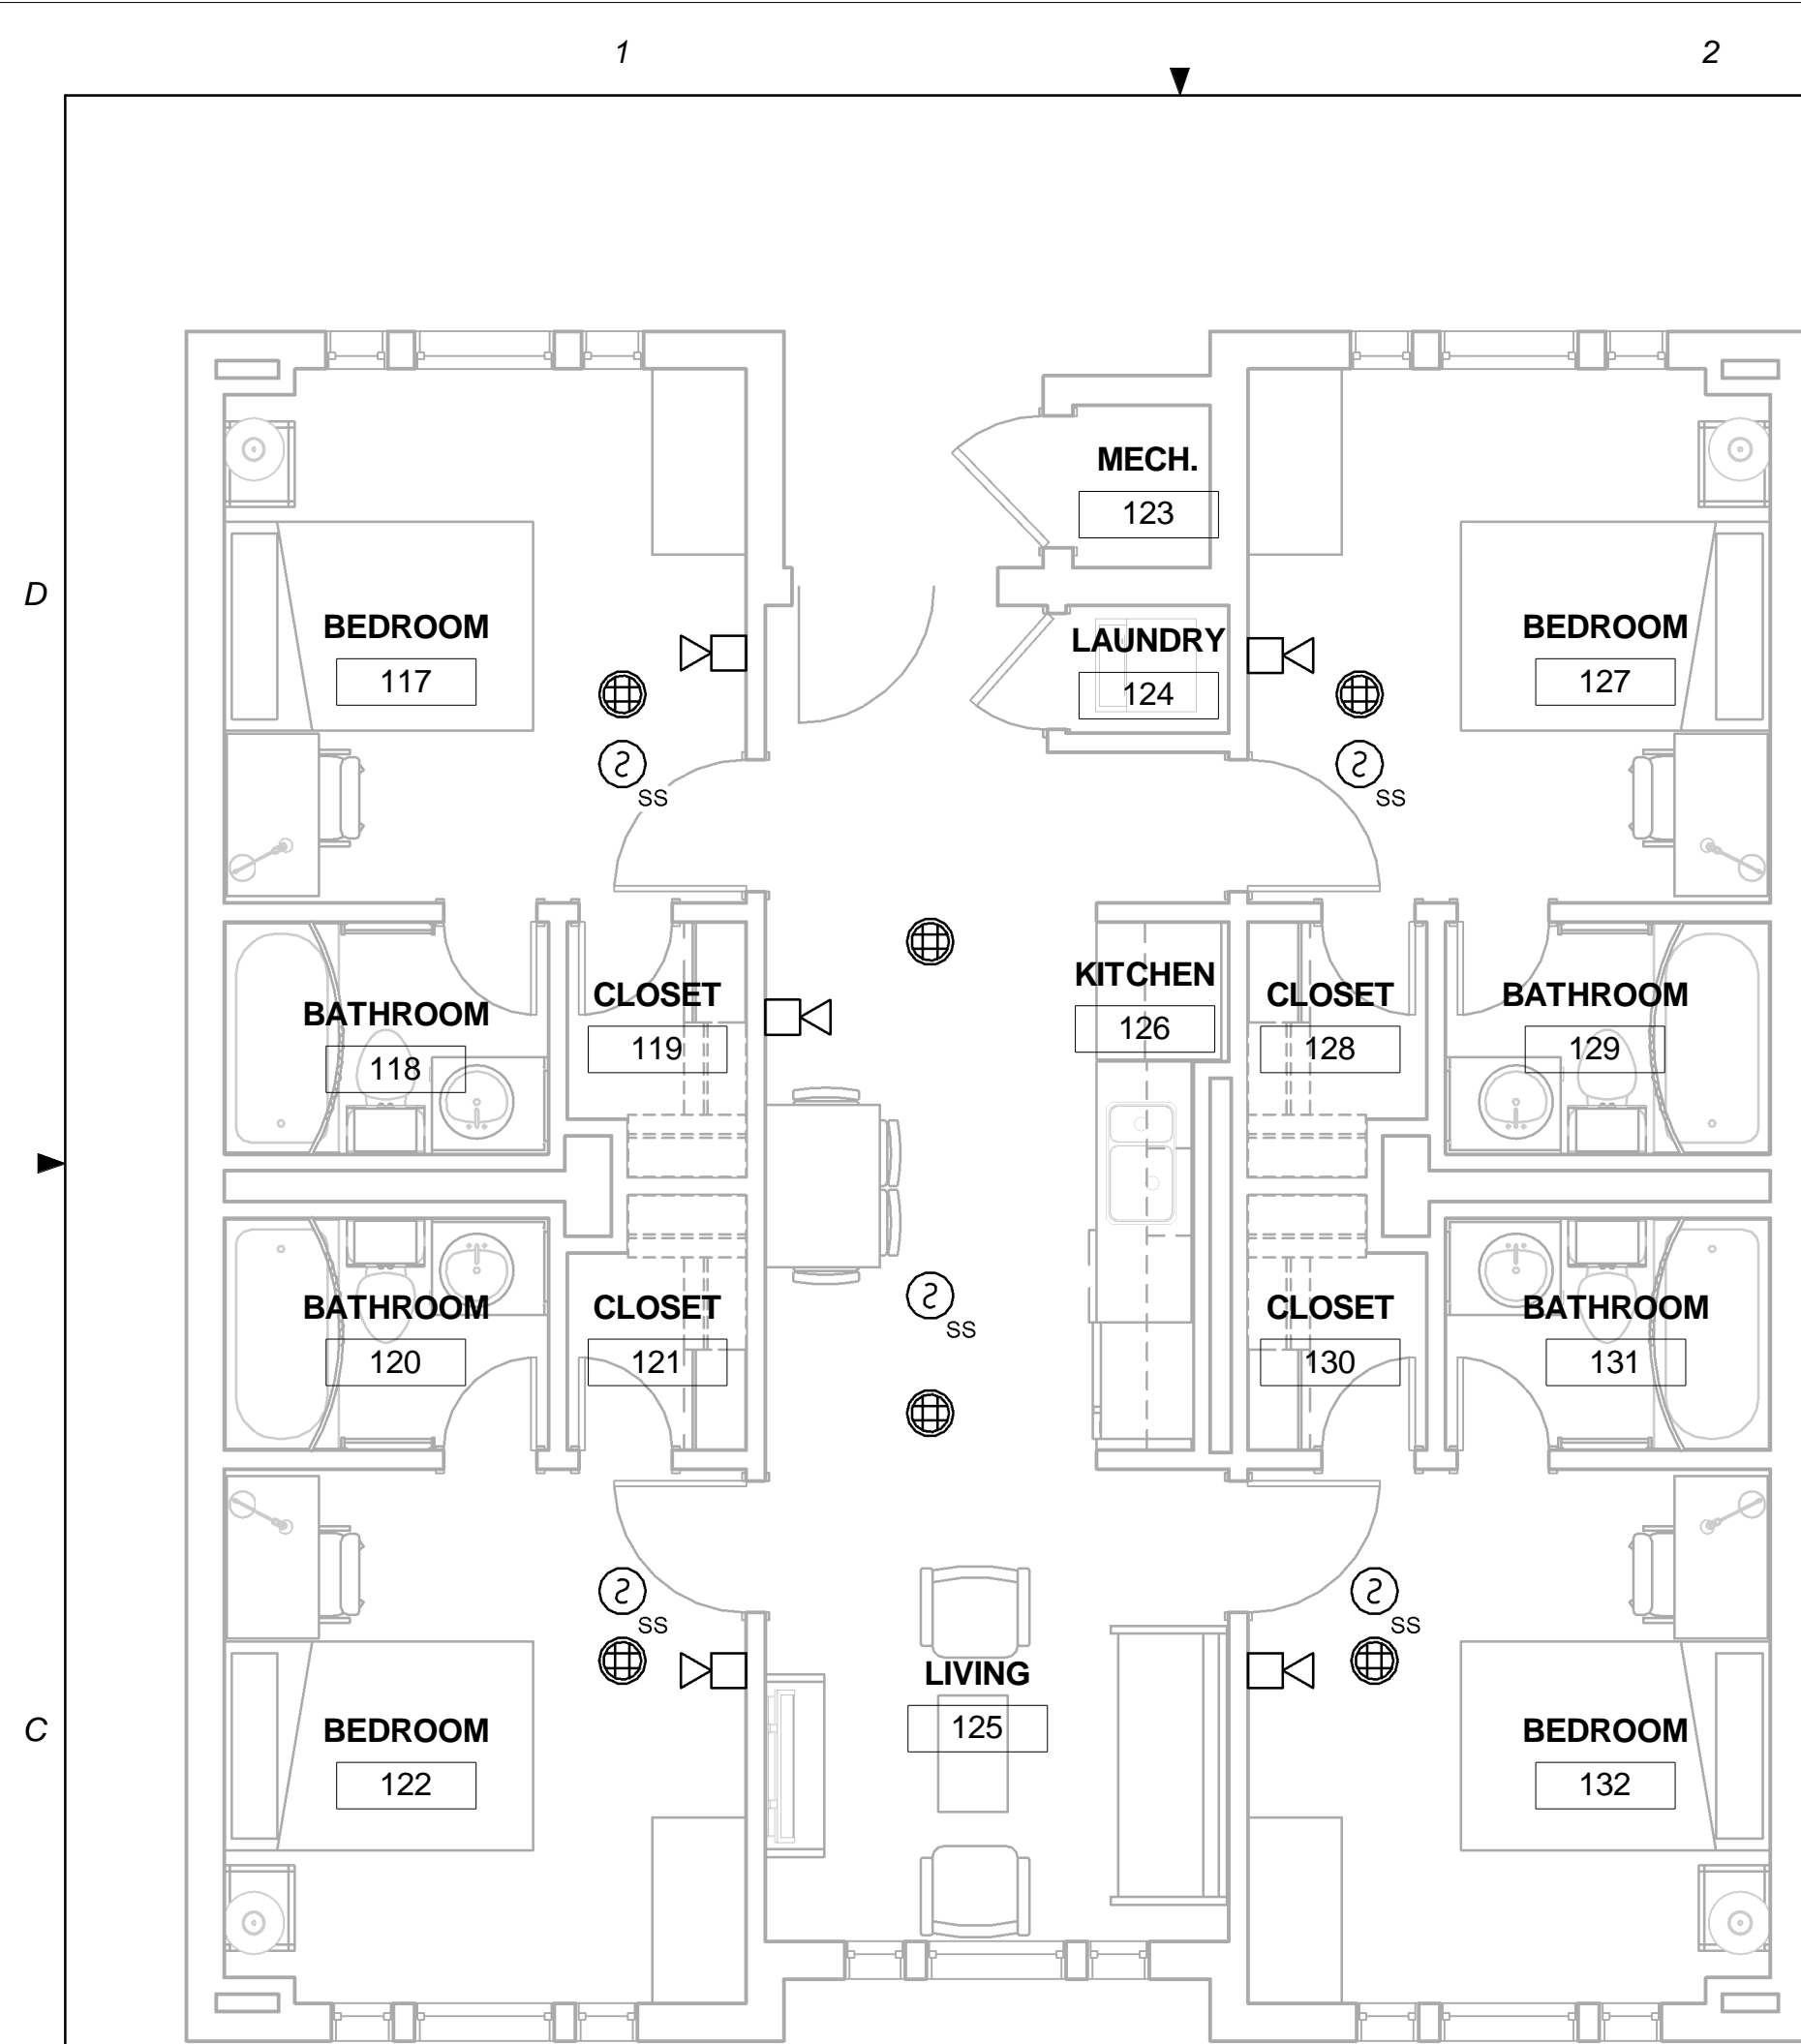 1
2
MECH.
123
D
BEDROOM
117
LAUNDRY
124
BEDROOM
127
S
SS
S
SS
KITCHEN
126
CLOSET
119
CLOSET
128
BATHROOM
118
BATHROOM
129
BATHROOM
120
CLOSET
121
S
SS
CLOSET
130
BATHROOM
131
S
SS
S
SS
LIVING
125
C
BEDROOM
122
BEDROOM
132